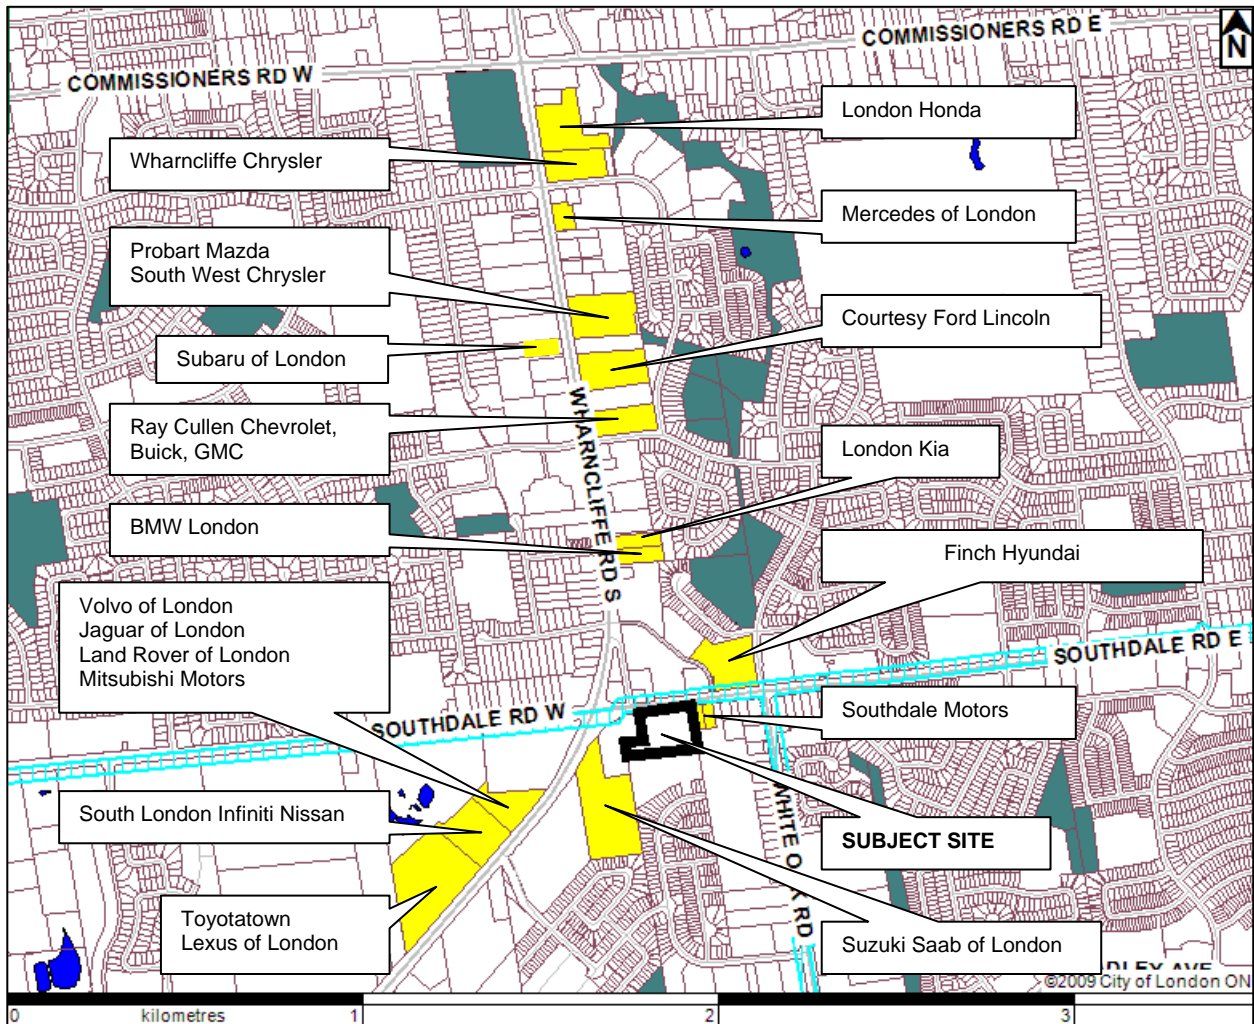 COMMISSIONERS RD E
N
COMMISSIONERS RD W
London Honda
Wharncliffe Chrysler
Mercedes of London
Probart Mazda
South West Chrysler
Courtesy Ford Lincoln
Subaru of London
WHARNCLIFFE RD S
Ray Cullen Chevrolet,
Buick, GMC
London Kia
BMW London
Finch Hyundai
Volvo of London
Jaguar of London
Land Rover of London
Mitsubishi Motors
SOUTHDALE RD E
SOUTHDALE RD W
Southdale Motors
WHITE OAK RD
South London Infiniti Nissan
SUBJECT SITE
Toyotatown
Lexus of London
Suzuki Saab of London
©2009 City of London ON
0 kilometres 1 2 3